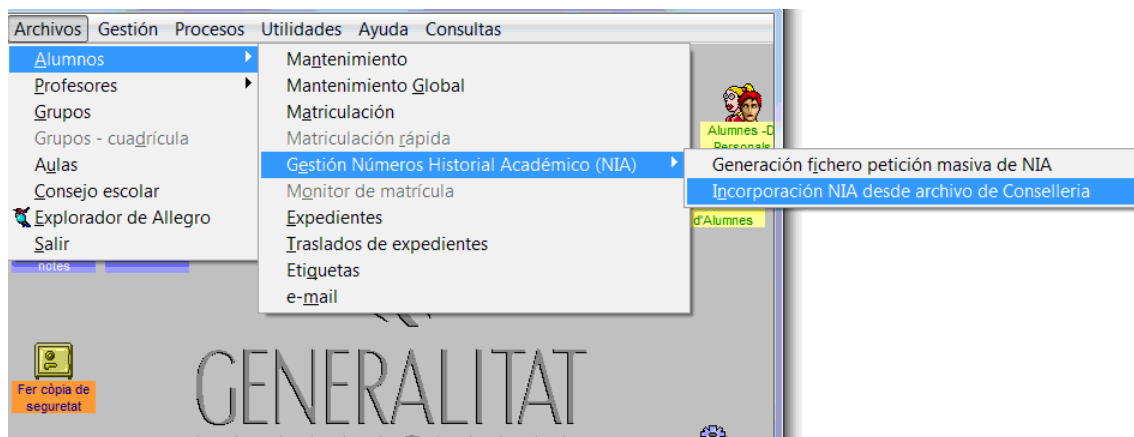 Archivos Gestión Procesos Utilidades Ayuda Consultas
Alumnos
Profesores
Grupos
Grupos - cuadrícula
Aulas
Consejo escolar
Explorador de Allegro
Salir
Mantenimiento
Mantenimiento Global
Matriculación
Matriculación rápida
Gestión Números Historial Académico (NIA)
Monitor de matrícula
Expedientes
Traslados de expedientes
Etiquetas
e-mail
Generación fichero petición masiva de NIA
Incorporación NIA desde archivo de Conselleria
Alumnes -D
Personals
d'Alumnes
notes
Fer còpia de
seguretat
GENERALITAT